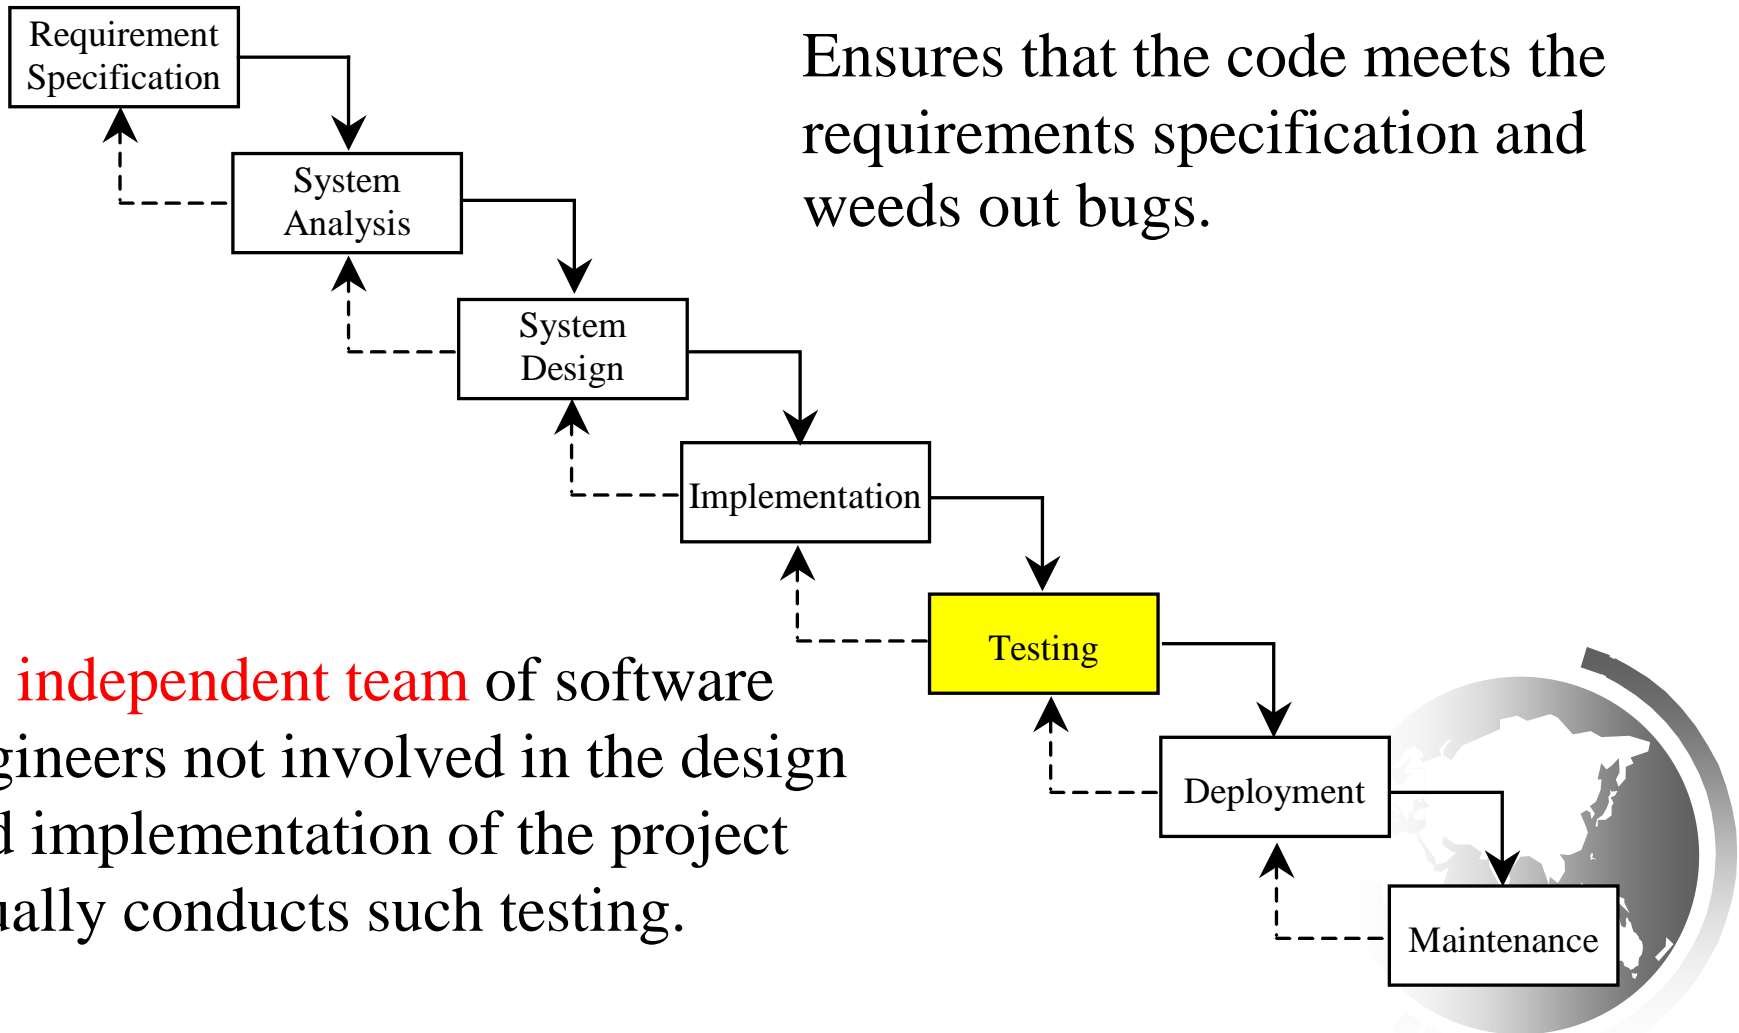 Requirement
Specification
Ensures that the code meets the
requirements specification and
weeds out bugs.
System
Analysis
System
Design
Implementation
Testing
independent team of software
gineers not involved in the design
d implementation of the project
ually conducts such testing.
Deployment
Maintenance